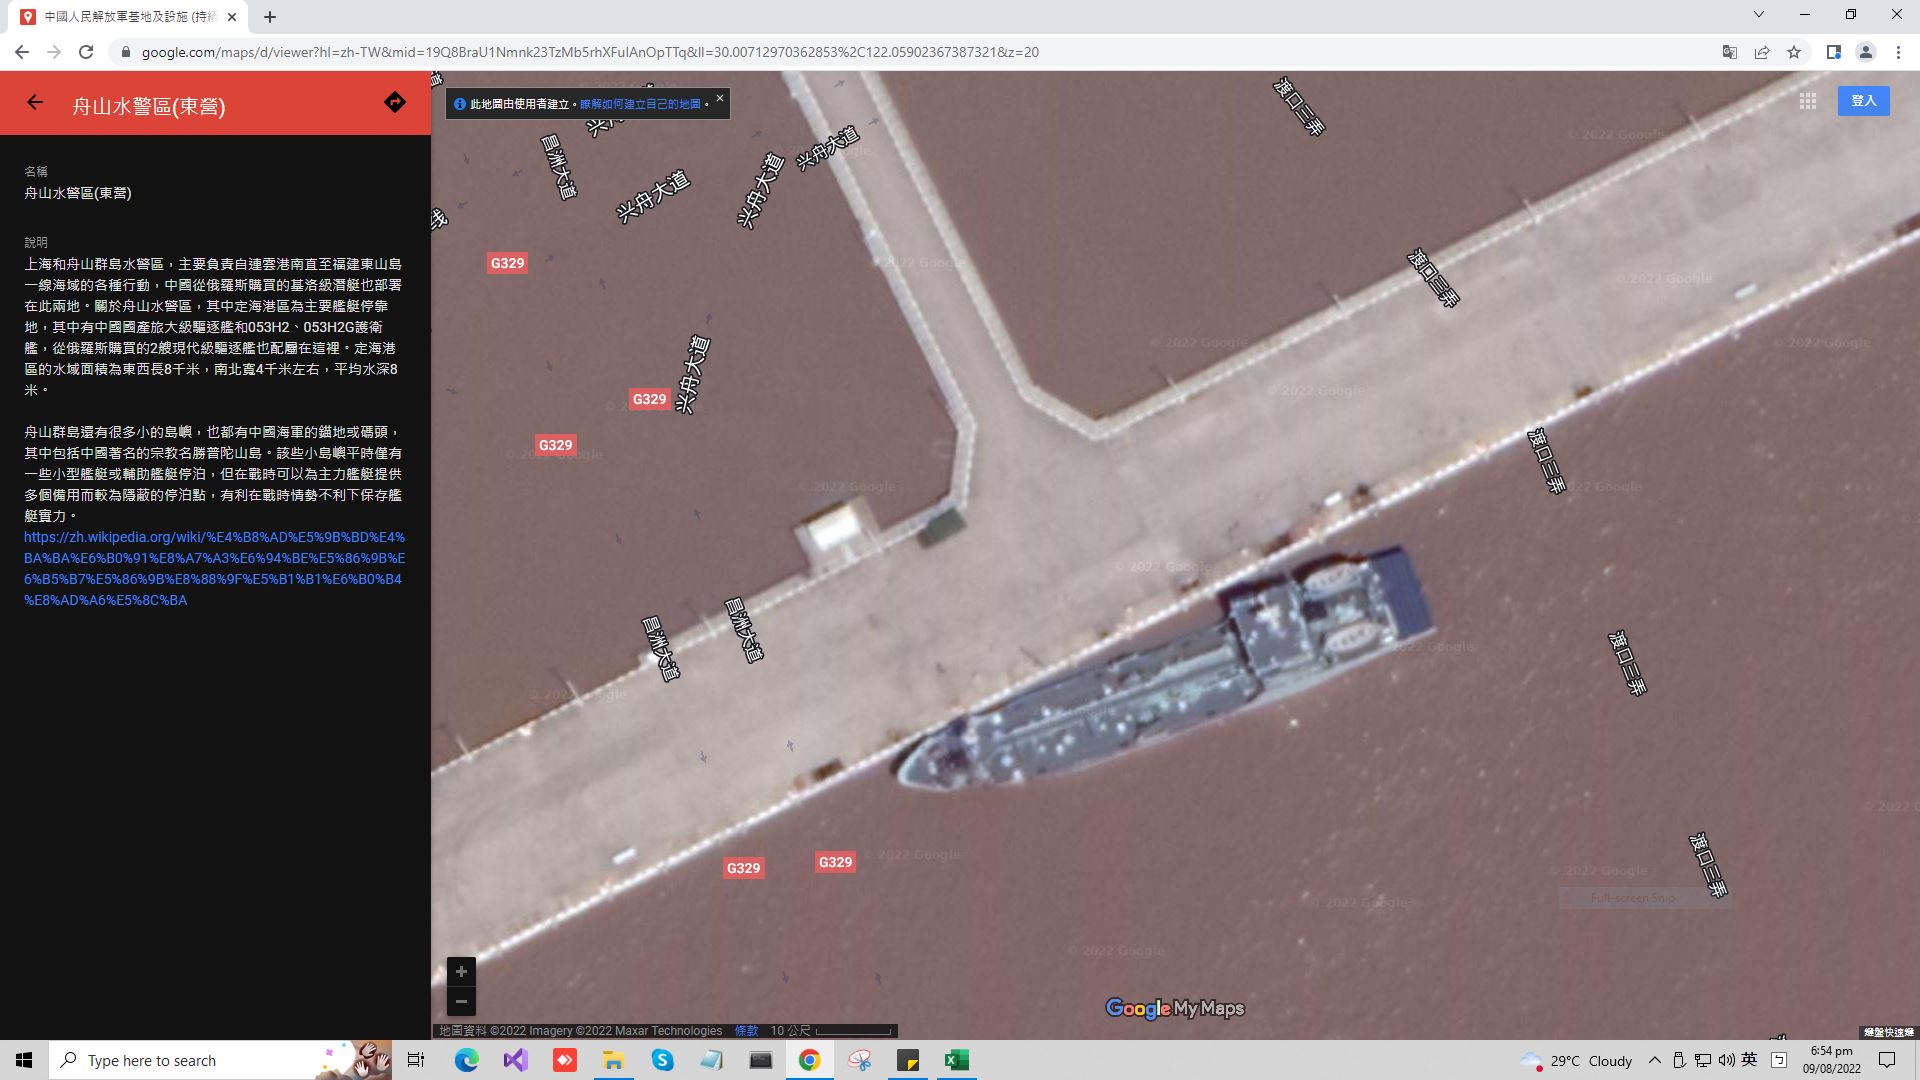 中國人民解放軍基地及設施 (持續
google.com/maps/d/viewer?hl=zh-TW&mid=19Q8BraU1Nmnk23TzMb5rhXFulAnOpTTq&ll=30.00712970362853%2C122.05902367387321&z=20
舟山水警區(東營)
名稱
舟山水警區(東營)
說明
上海和舟山群島水警區，主要負責自連雲港南直至福建東山島
一線海域的各種行動，中國從俄羅斯購買的基洛級潛艇也部署
在此兩地。關於舟山水警區，其中定海港區為主要艦艇停靠
地，其中有中國國產旅大級驅逐艦和053H2、053H2G護衛
艦，從俄羅斯購買的2艘現代級驅逐艦也配屬在這裡。定海港
區的水域面積為東西長8千米，南北寬4千米左右，平均水深8
米。
舟山群島還有很多小的島嶼，也都有中國海軍的錨地或碼頭，
其中包括中國著名的宗教名勝普陀山島。該些小島嶼平時僅有
一些小型艦艇或輔助艦艇停泊，但在戰時可以為主力艦艇提供
多個備用而較為隱蔽的停泊點，有利在戰時情勢不利下保存艦
艇實力。
https://zh.wikipedia.org/wiki/%E4%B8%AD%E5%9B%BD%E4%
BA%BA%E6%B0%91%E8%A7%A3%E6%94%BE%E5%86%9B%E
6%B5%B7%E5%86%9B%E8%88%9F%E5%B1%B1%E6%B0%B4
%E8%AD%A6%E5%8C%BA
此地圖由使用者建立。瞭解如何建立自己的地圖。
登入
昌洲大道
兴舟大道
兴舟大道
兴舟大道
渡口三弄
G329
渡口三弄
兴舟大道
G329
G329
渡口三弄
昌洲大道
昌洲大道
渡口三弄
G329
G329
渡口三弄
© 2022 Google
Full-screen Snip
Google My Maps
地圖資料 ©2022 Imagery ©2022 Maxar Technologies
條款
10 公尺
鍵盤快速鍵
Type here to search
29°C Cloudy
英
6:54 pm
09/08/2022